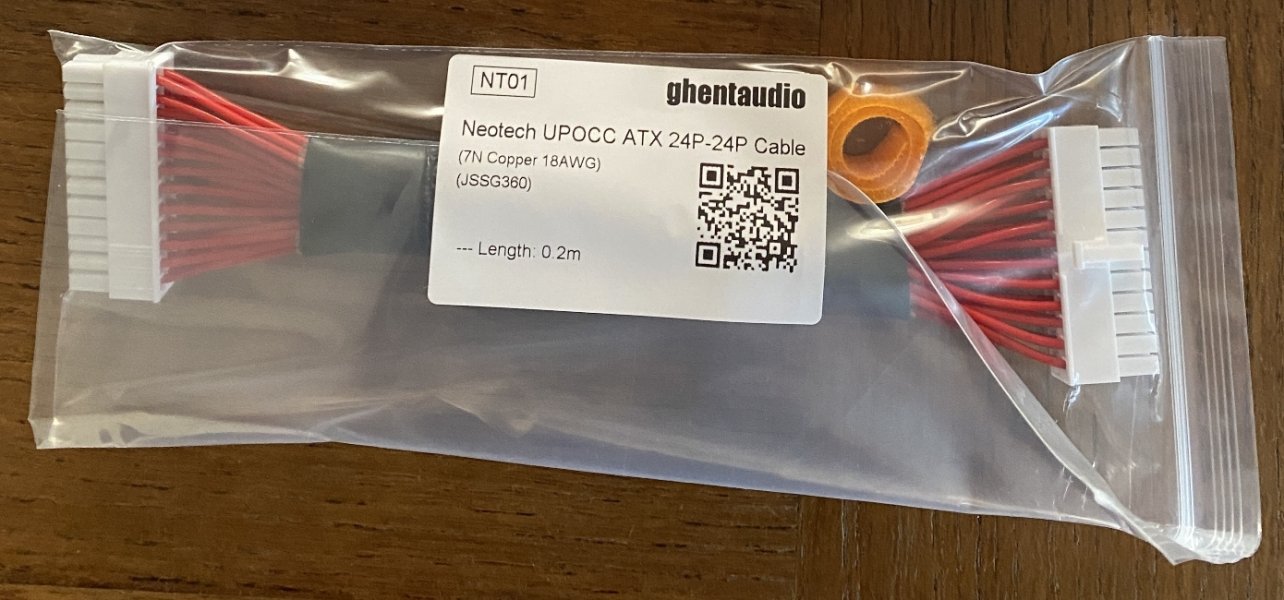 NT01
ghentaudio
Neotech UPOCC ATX 24P-24P Cable
(7N Copper 18AWG)
(JSSG360)
--- Length: 0.2m